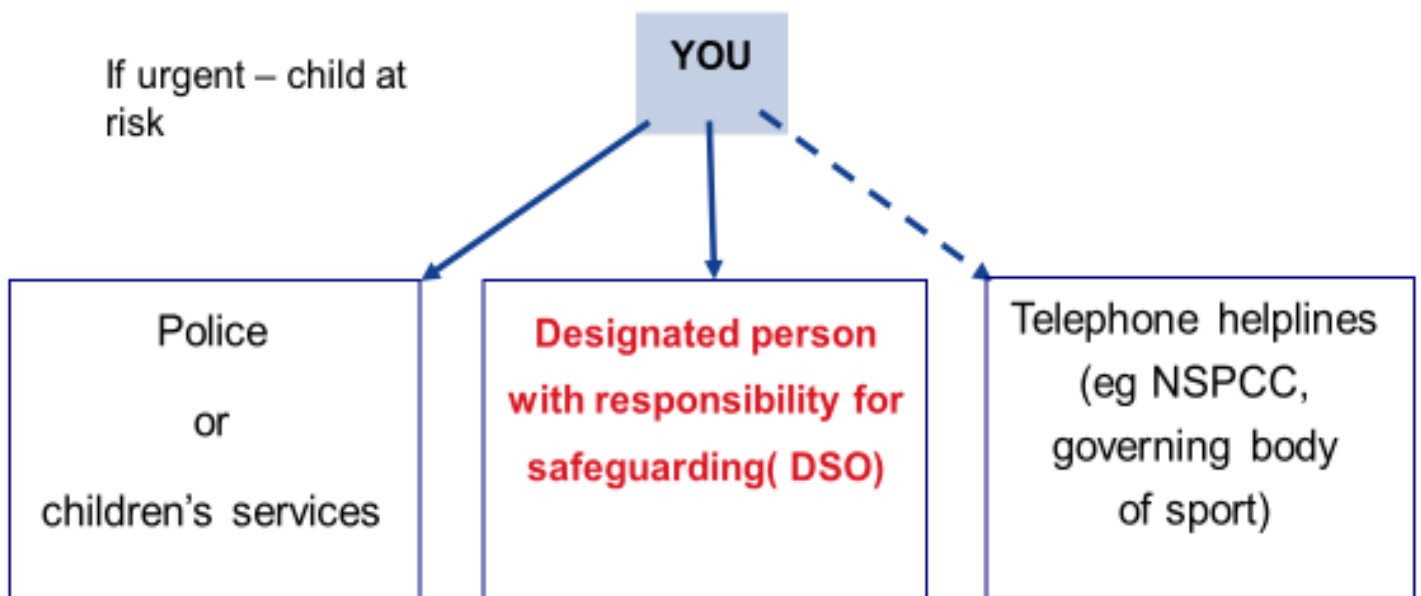 If urgent – child at
risk
YOU
Police
or
children’s services
Designated person
with responsibility for
safeguarding( DSO)
Telephone helplines
(eg NSPCC,
governing body
of sport)